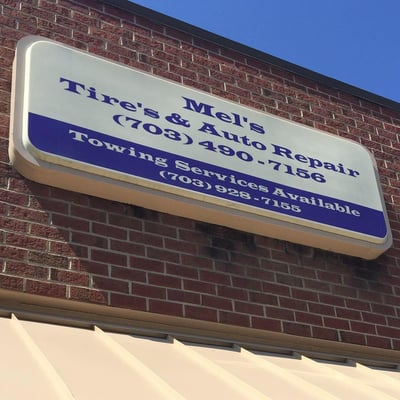 Mel's
Tire's & Auto Repair
(703) 490-7156
Towing Services Available
(703) 928-7155